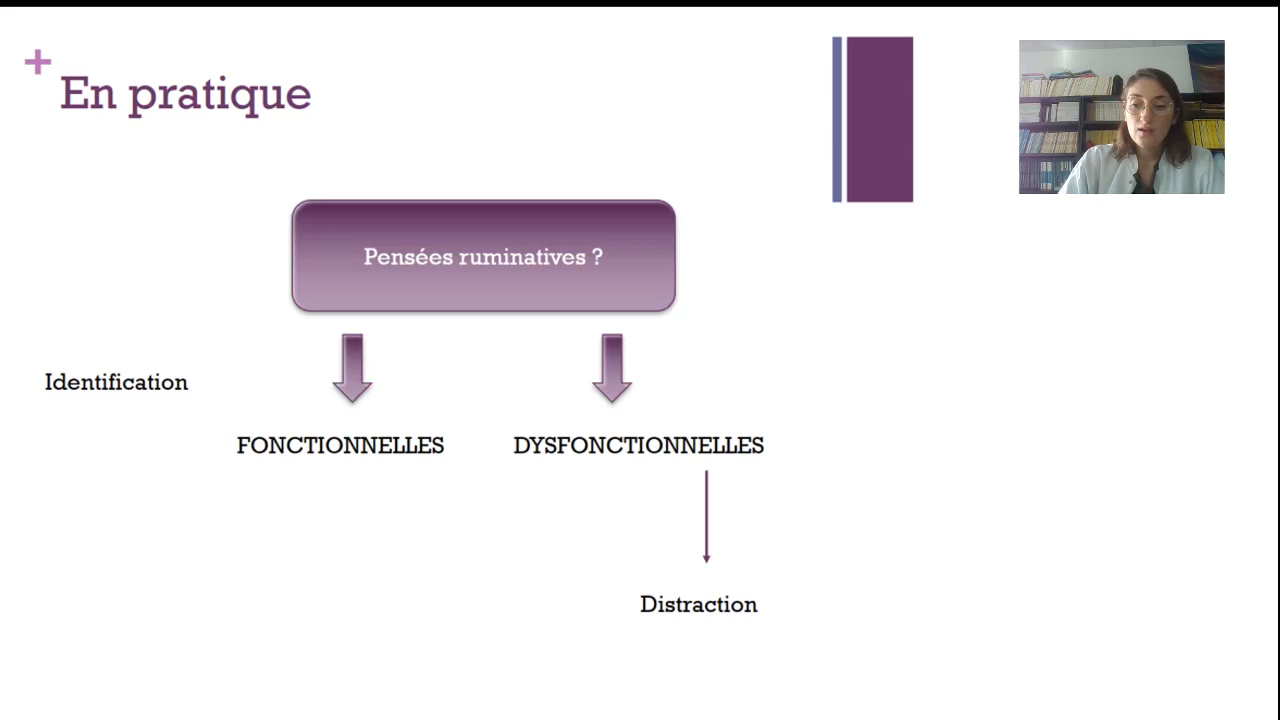 +
En pratique
Pensées ruminatives ?
Identification
FONCTIONNELLES
DYSFONCTIONNELLES
Distraction